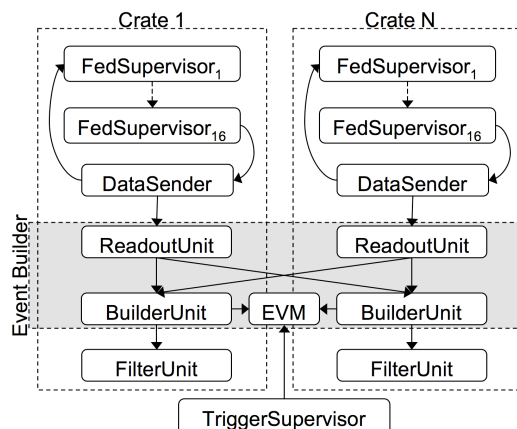 Crate 1
Crate N
FedSupervisor1
FedSupervisor1
FedSupervisor16
FedSupervisor16
DataSender
DataSender
Event Builder
ReadoutUnit
ReadoutUnit
BuilderUnit
EVM
BuilderUnit
FilterUnit
FilterUnit
TriggerSupervisor